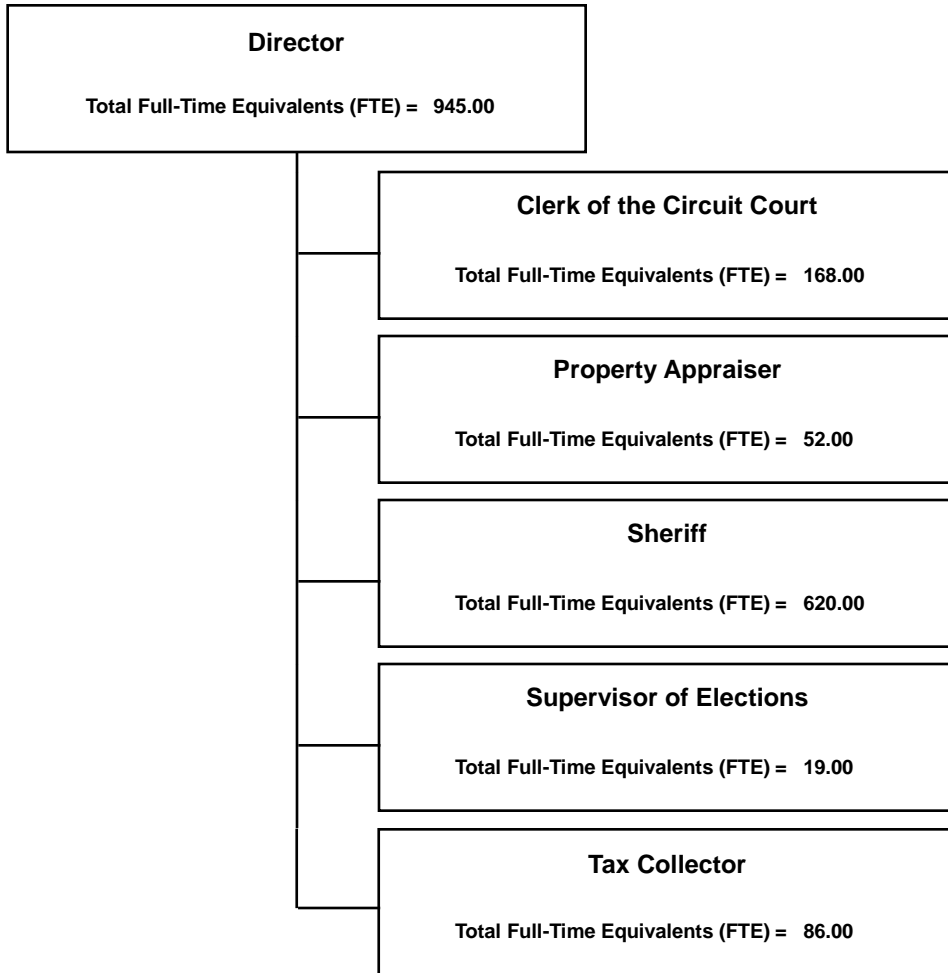 Director
Total Full-Time Equivalents (FTE) = 945.00
Clerk of the Circuit Court
Total Full-Time Equivalents (FTE) = 168.00
Property Appraiser
Total Full-Time Equivalents (FTE) = 52.00
Sheriff
Total Full-Time Equivalents (FTE) = 620.00
Supervisor of Elections
Total Full-Time Equivalents (FTE) = 19.00
Tax Collector
Total Full-Time Equivalents (FTE) = 86.00